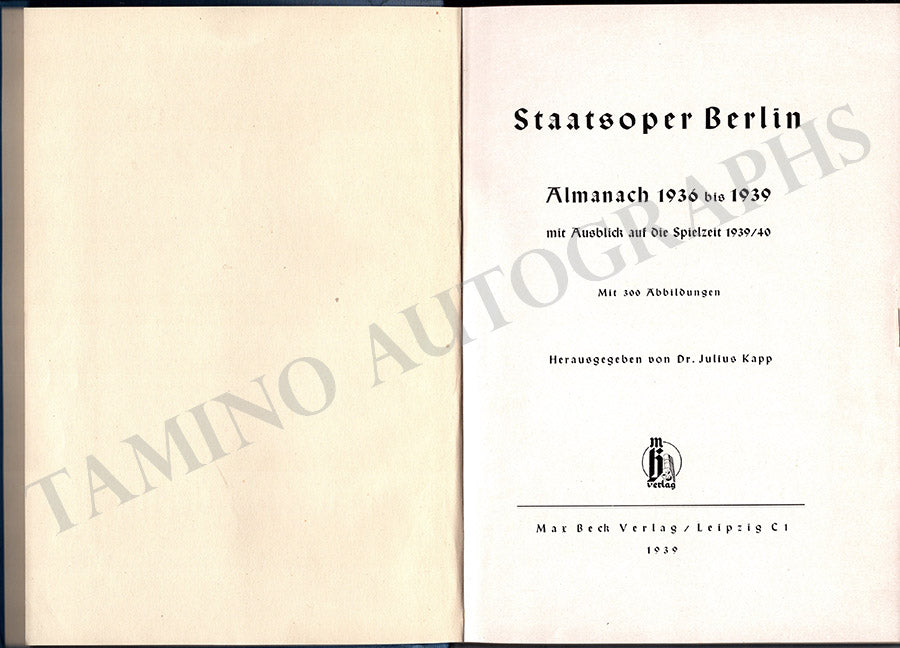 Staatsoper Berlin
Almanach 1936 bis 1939
mit Ausblick auf die Spielzeit 1939/40
Mit 300 Abbildungen
Herausgegeben von Dr. Julius Kapp
mb
verlag
Max Beck Verlag / Leipzig C1
1939
TAMINO AUTOGRAPHS